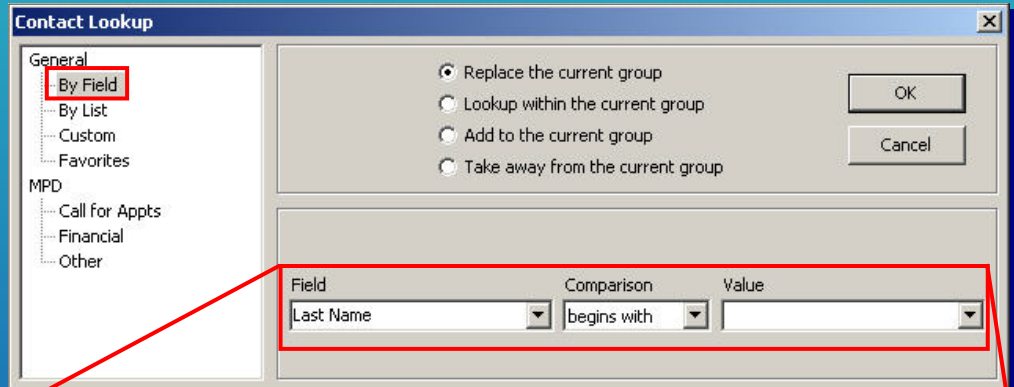 Contact Lookup
General
By Field
By List
Custom
Favorites
MPD
Call for Appts
Financial
Other
Replace the current group
Lookup within the current group
Add to the current group
Take away from the current group
OK
Cancel
Field Comparison Value
Last Name begins with